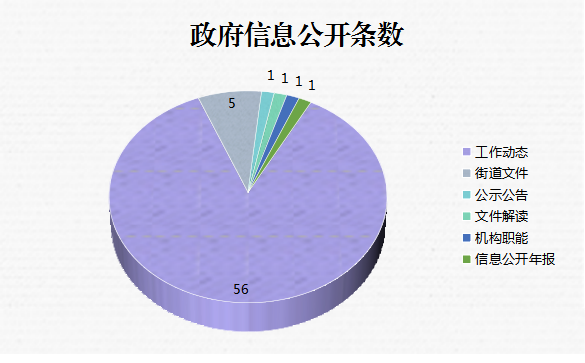 政府信息公开条数
1 1 1 1
5
56
工作动态
街道文件
公示公告
文件解读
机构职能
信息公开年报